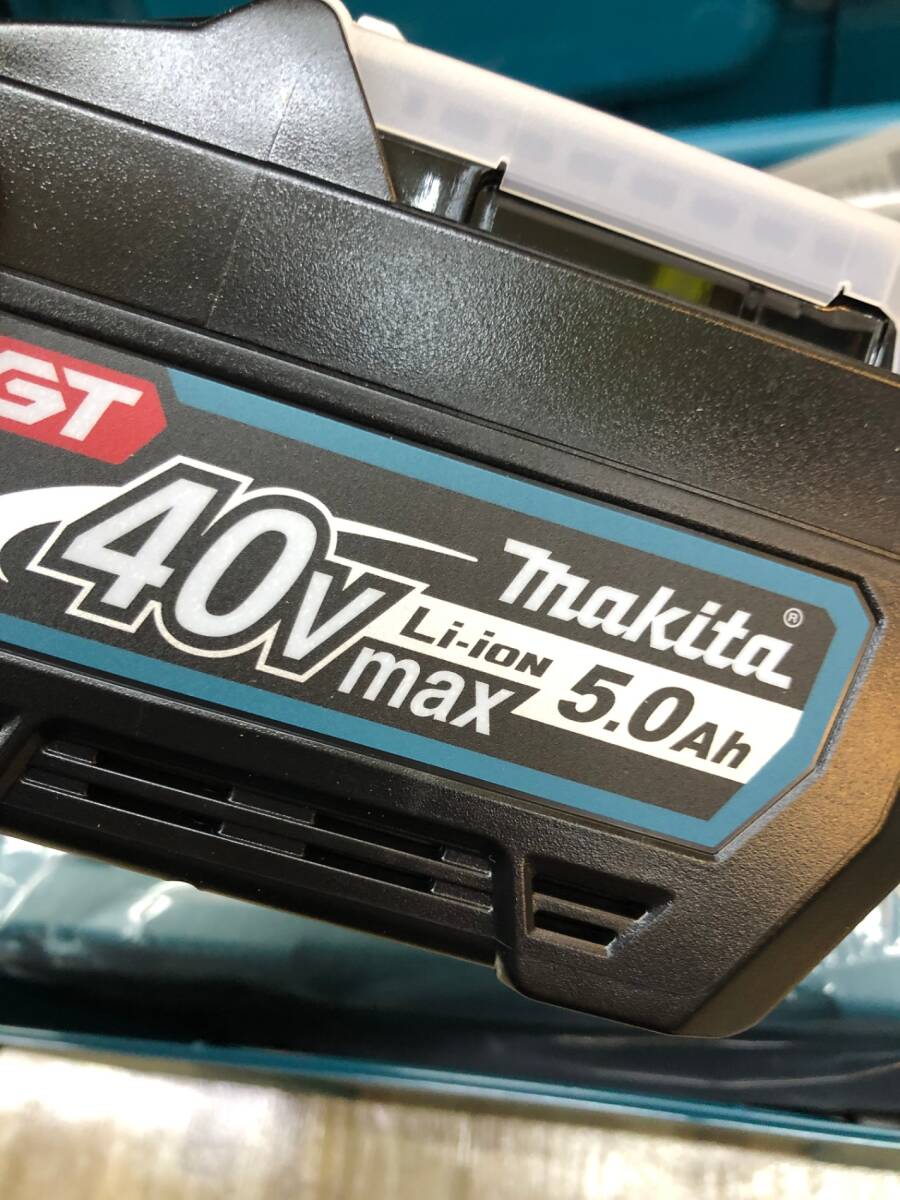 GT
40V
max
Li-ion
makita®
5.0Ah